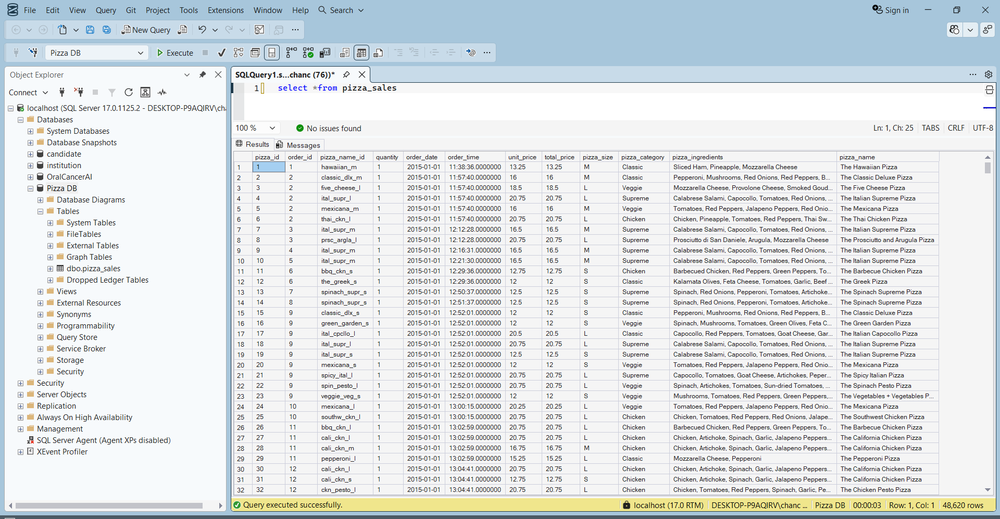 File Edit View Query Git Project Tools Extensions Window Help Search Sign in
New Query
Pizza DB Execute
Object Explorer
Connect
localhost (SQL Server 17.0.1125.2 - DESKTOP-P9AQIRV\cha
Databases
System Databases
Database Snapshots
candidate
institution
OralCancerAI
Pizza DB
Database Diagrams
Tables
System Tables
FileTables
External Tables
Graph Tables
dbo.pizza_sales
Dropped Ledger Tables
Views
External Resources
Synonyms
Programmability
Query Store
Service Broker
Storage
Security
Security
Server Objects
Replication
Always On High Availability
Management
SQL Server Agent (Agent XPs disabled)
XEvent Profiler
SQLQuery1.s...chanc (76))*
1 select *from pizza_sales
100 % No issues found Ln: 1, Ch: 25 TABS CRLF UTF-8
Results Messages
pizza_id order_id pizza_name_id quantity order_date order_time unit_price total_price pizza_size pizza_category pizza_ingredients pizza_name
1 1 1 hawaiian_m 1 2015-01-01 11:38:36.0000000 13.25 13.25 M Classic Sliced Ham, Pineapple, Mozzarella Cheese The Hawaiian Pizza
2 2 2 classic_dlx_m 1 2015-01-01 11:57:40.0000000 16 16 M Classic Pepperoni, Mushrooms, Red Onions, Red Peppers, B... The Classic Deluxe Pizza
3 3 2 five_cheese_l 1 2015-01-01 11:57:40.0000000 18.5 18.5 L Veggie Mozzarella Cheese, Provolone Cheese, Smoked Goud... The Five Cheese Pizza
4 4 2 ital_supr_l 1 2015-01-01 11:57:40.0000000 20.75 20.75 L Supreme Calabrese Salami, Capocollo, Tomatoes, Red Onions, ... The Italian Supreme Pizza
5 5 2 mexicana_m 1 2015-01-01 11:57:40.0000000 16 16 M Veggie Tomatoes, Red Peppers, Jalapeno Peppers, Red Onio... The Mexicana Pizza
6 6 2 thai_ckn_l 1 2015-01-01 11:57:40.0000000 20.75 20.75 L Chicken Chicken, Pineapple, Tomatoes, Red Peppers, Thai Sw... The Thai Chicken Pizza
7 7 3 ital_supr_m 1 2015-01-01 12:12:28.0000000 16.5 16.5 M Supreme Calabrese Salami, Capocollo, Tomatoes, Red Onions, ... The Italian Supreme Pizza
8 8 3 prsc_argla_l 1 2015-01-01 12:12:28.0000000 20.75 20.75 L Supreme Prosciutto di San Daniele, Arugula, Mozzarella Cheese The Prosciutto and Arugula Pizza
9 9 4 ital_supr_m 1 2015-01-01 12:16:31.0000000 16.5 16.5 M Supreme Calabrese Salami, Capocollo, Tomatoes, Red Onions, ... The Italian Supreme Pizza
10 10 5 ital_supr_m 1 2015-01-01 12:21:30.0000000 16.5 16.5 M Supreme Calabrese Salami, Capocollo, Tomatoes, Red Onions, ... The Italian Supreme Pizza
11 11 6 bbq_ckn_s 1 2015-01-01 12:29:36.0000000 12.75 12.75 S Chicken Barbecued Chicken, Red Peppers, Green Peppers, To... The Barbecue Chicken Pizza
12 12 6 the_greek_s 1 2015-01-01 12:29:36.0000000 12 12 S Classic Kalamata Olives, Feta Cheese, Tomatoes, Garlic, Beef ... The Greek Pizza
13 13 7 spinach_supr_s 1 2015-01-01 12:50:37.0000000 12.5 12.5 S Supreme Spinach, Red Onions, Pepperoni, Tomatoes, Artichoke... The Spinach Supreme Pizza
14 14 8 spinach_supr_s 1 2015-01-01 12:51:37.0000000 12.5 12.5 S Supreme Spinach, Red Onions, Pepperoni, Tomatoes, Artichoke... The Spinach Supreme Pizza
15 15 9 classic_dlx_s 1 2015-01-01 12:52:01.0000000 12 12 S Classic Pepperoni, Mushrooms, Red Onions, Red Peppers, B... The Classic Deluxe Pizza
16 16 9 green_garden_s 1 2015-01-01 12:52:01.0000000 12 12 S Veggie Spinach, Mushrooms, Tomatoes, Green Olives, Feta C... The Green Garden Pizza
17 17 9 ital_cpcllo_l 1 2015-01-01 12:52:01.0000000 20.5 20.5 L Classic Capocollo, Red Peppers, Tomatoes, Goat Cheese, Gar... The Italian Capocollo Pizza
18 18 9 ital_supr_l 1 2015-01-01 12:52:01.0000000 20.75 20.75 L Supreme Calabrese Salami, Capocollo, Tomatoes, Red Onions, ... The Italian Supreme Pizza
19 19 9 ital_supr_s 1 2015-01-01 12:52:01.0000000 12.5 12.5 S Supreme Calabrese Salami, Capocollo, Tomatoes, Red Onions, ... The Italian Supreme Pizza
20 20 9 mexicana_s 1 2015-01-01 12:52:01.0000000 12 12 S Veggie Tomatoes, Red Peppers, Jalapeno Peppers, Red Onio... The Mexicana Pizza
21 21 9 spicy_ital_l 1 2015-01-01 12:52:01.0000000 20.75 20.75 L Supreme Capocollo, Tomatoes, Goat Cheese, Artichokes, Peper... The Spicy Italian Pizza
22 22 9 spin_pesto_l 1 2015-01-01 12:52:01.0000000 20.75 20.75 L Veggie Spinach, Artichokes, Tomatoes, Sun-dried Tomatoes, ... The Spinach Pesto Pizza
23 23 9 veggie_veg_s 1 2015-01-01 12:52:01.0000000 12 12 S Veggie Mushrooms, Tomatoes, Red Peppers, Green Peppers,... The Vegetables + Vegetables P...
24 24 10 mexicana_l 1 2015-01-01 13:00:15.0000000 20.25 20.25 L Veggie Tomatoes, Red Peppers, Jalapeno Peppers, Red Onio... The Mexicana Pizza
25 25 10 southw_ckn_l 1 2015-01-01 13:00:15.0000000 20.75 20.75 L Chicken Chicken, Tomatoes, Red Peppers, Red Onions, Jalape... The Southwest Chicken Pizza
26 26 11 bbq_ckn_l 1 2015-01-01 13:02:59.0000000 20.75 20.75 L Chicken Barbecued Chicken, Red Peppers, Green Peppers, To... The Barbecue Chicken Pizza
27 27 11 cali_ckn_l 1 2015-01-01 13:02:59.0000000 20.75 20.75 L Chicken Chicken, Artichoke, Spinach, Garlic, Jalapeno Peppers... The California Chicken Pizza
28 28 11 cali_ckn_m 1 2015-01-01 13:02:59.0000000 16.75 16.75 M Chicken Chicken, Artichoke, Spinach, Garlic, Jalapeno Peppers... The California Chicken Pizza
29 29 11 pepperoni_l 1 2015-01-01 13:02:59.0000000 15.25 15.25 L Classic Mozzarella Cheese, Pepperoni The Pepperoni Pizza
30 30 12 cali_ckn_l 1 2015-01-01 13:04:41.0000000 20.75 20.75 L Chicken Chicken, Artichoke, Spinach, Garlic, Jalapeno Peppers... The California Chicken Pizza
31 31 12 cali_ckn_s 1 2015-01-01 13:04:41.0000000 12.75 12.75 S Chicken Chicken, Artichoke, Spinach, Garlic, Jalapeno Peppers... The California Chicken Pizza
32 32 12 ckn_pesto_l 1 2015-01-01 13:04:41.0000000 20.75 20.75 L Chicken Chicken, Tomatoes, Red Peppers, Spinach, Garlic, Pe... The Chicken Pesto Pizza
Query executed successfully. localhost (17.0 RTM) DESKTOP-P9AQIRV\chanc ... Pizza DB 00:00:03 Row: 1, Col: 1 48,620 rows